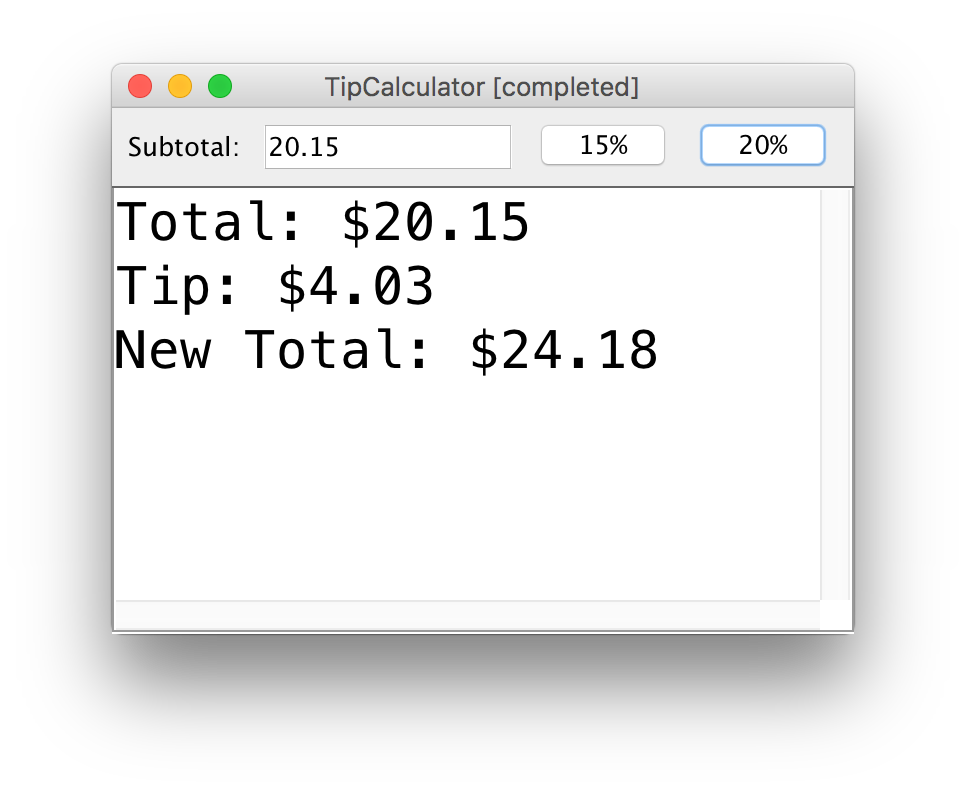 TipCalculator [completed]
Subtotal: 20.15 15% 20%
Total: $20.15
Tip: $4.03
New Total: $24.18